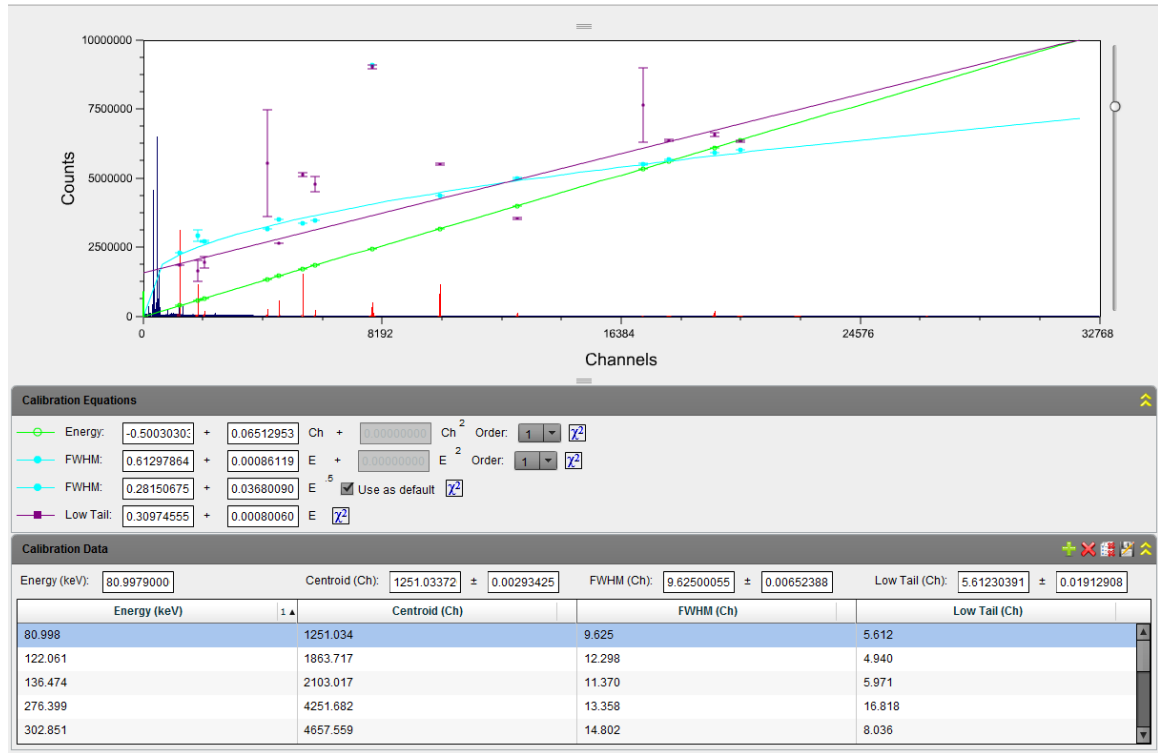 10000000
7500000
5000000
2500000
0
Counts
0 8192 16384 24576 32768
Channels
Calibration Equations
Energy: -0.50030303 + 0.06512953 Ch + 0.00000000 Ch 2 Order: 1 χ2
FWHM: 0.61297864 + 0.00086119 E + 0.00000000 E 2 Order: 1 χ2
FWHM: 0.28150675 + 0.03680090 E .5 Use as default χ2
Low Tail: 0.30974555 + 0.00080060 E χ2
Calibration Data
Energy (keV): 80.9979000 Centroid (Ch): 1251.03372 ± 0.00293425 FWHM (Ch): 9.62500055 ± 0.00652388 Low Tail (Ch): 5.61230391 ± 0.01912908
Energy (keV) 1 Centroid (Ch) FWHM (Ch) Low Tail (Ch)
80.998 1251.034 9.625 5.612
122.061 1863.717 12.298 4.940
136.474 2103.017 11.370 5.971
276.399 4251.682 13.358 16.818
302.851 4657.559 14.802 8.036